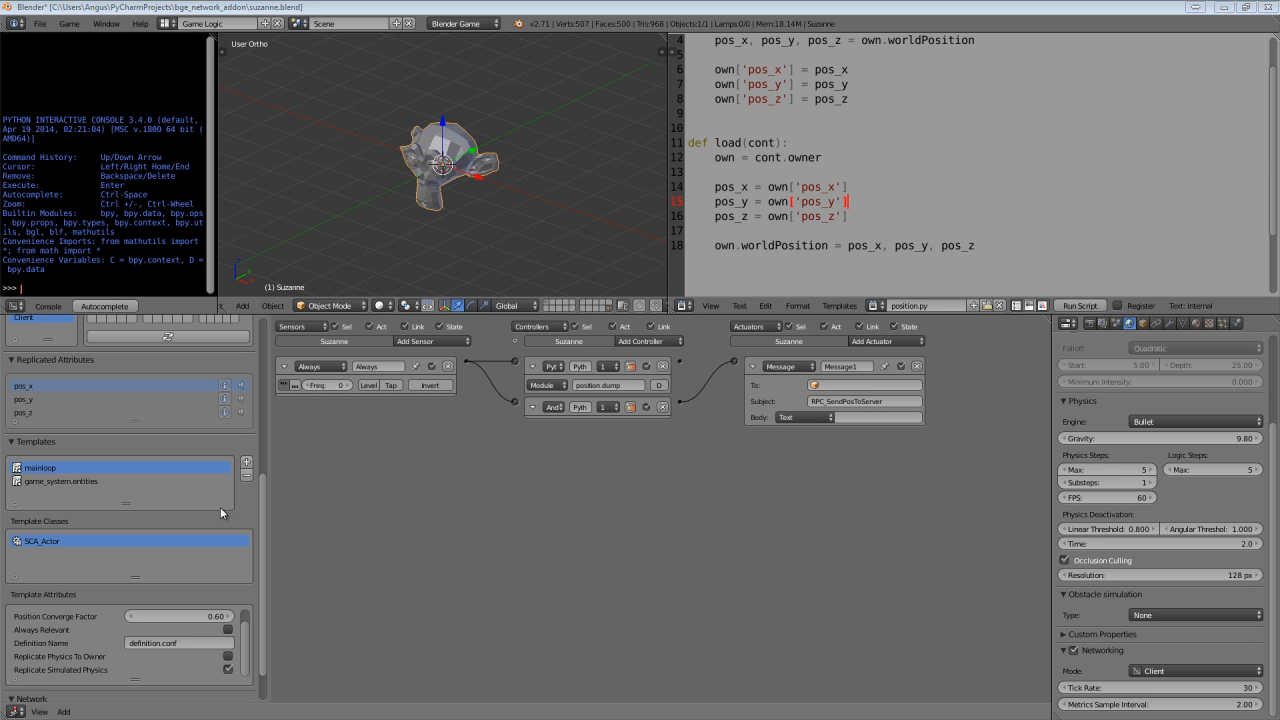 Blender* [C:\Users\Angus\PyCharmProjects\bge_network_addon\suzanne.blend]
File Game Window Help Game Logic Scene Blender Game v2.71 | Verts:507 | Faces:500 | Tris:968 | Objects:1/1 | Lamps:0/0 | Mem:18.14M | Suzanne
PYTHON INTERACTIVE CONSOLE 3.4.0 (default,
Apr 19 2014, 02:21:04) [MSC v.1800 64 bit (
AMD64)]
Command History: Up/Down Arrow
Cursor: Left/Right Home/End
Remove: Backspace/Delete
Execute: Enter
Autocomplete: Ctrl-Space
Zoom: Ctrl +/-, Ctrl-Wheel
Builtin Modules: bpy, bpy.data, bpy.ops
, bpy.props, bpy.types, bpy.context, bpy.ut
ils, bgl, blf, mathutils
Convenience Imports: from mathutils import
*; from math import *
Convenience Variables: C = bpy.context, D =
bpy.data
>>>
Console Autocomplete
User Ortho
(1) Suzanne
Add Object Object Mode Global
4 pos_x, pos_y, pos_z = own.worldPosition
5
6 own['pos_x'] = pos_x
7 own['pos_y'] = pos_y
8 own['pos_z'] = pos_z
9
10
11 def load(cont):
12 own = cont.owner
13
14 pos_x = own['pos_x']
15 pos_y = own['pos_y']
16 pos_z = own['pos_z']
17
18 own.worldPosition = pos_x, pos_y, pos_z
View Text Edit Format Templates position.py Run Script Register Text: Internal
Client
Replicated Attributes
pos_x
pos_y
pos_z
Templates
mainloop
game_system.entities
Template Classes
SCA_Actor
Template Attributes
Position Converge Factor 0.60
Always Relevant
Definition Name definition.conf
Replicate Physics To Owner
Replicate Simulated Physics
Network
View Add
Sensors Sel Act Link State
Suzanne Add Sensor
Always Always
Freq: 0 Level Tap Invert
Controllers Sel Act Link
Suzanne Add Controller
Pyt Pyth 1
Module position.dump D
And Pyth 1
Actuators Sel Act Link State
Suzanne Add Actuator
Message Message1
To:
Subject: RPC_SendPosToServer
Body: Text
Falloff: Quadratic
Start: 5.00 Depth: 25.00
Minimum Intensity: 0.000
Physics
Engine: Bullet
Gravity: 9.80
Physics Steps: Logic Steps:
Max: 5 Max: 5
Substeps: 1
FPS: 60
Physics Deactivation:
Linear Threshold: 0.800 Angular Threshol: 1.000
Time: 2.0
Occlusion Culling
Resolution: 128 px
Obstacle simulation
Type: None
Custom Properties
Networking
Mode: Client
Tick Rate: 30
Metrics Sample Interval: 2.00